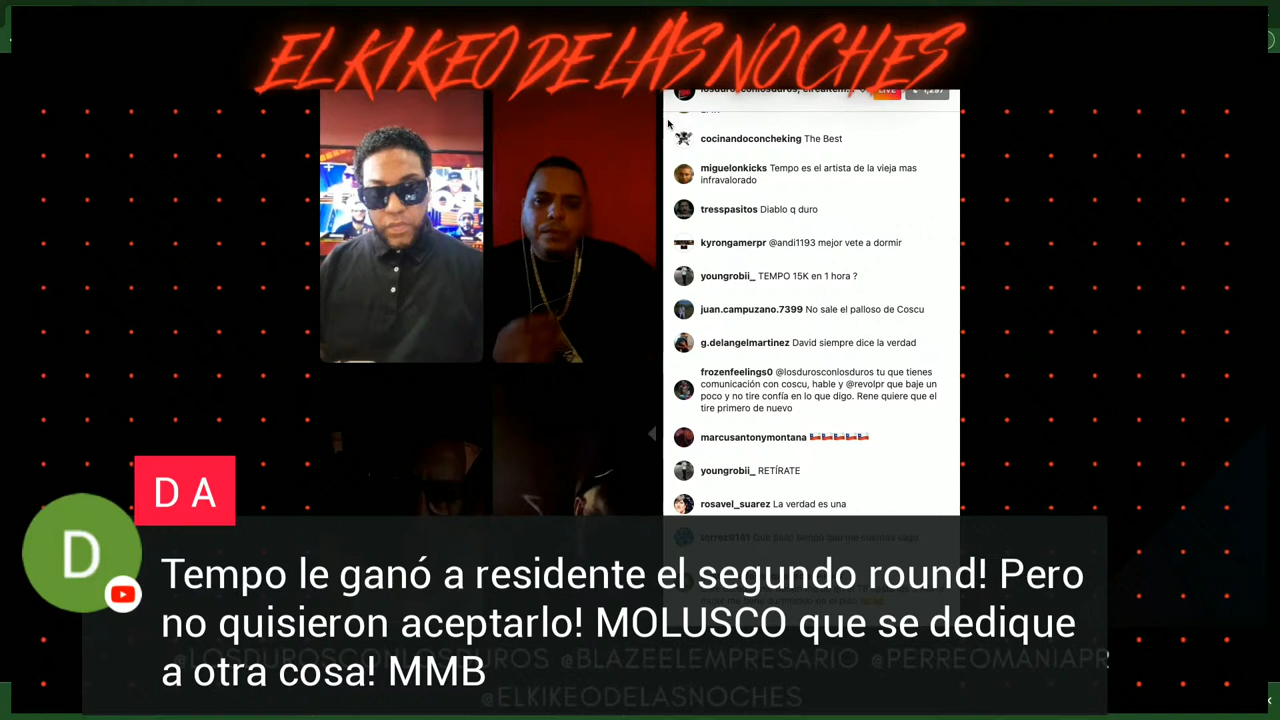 EL KIKEO DE LAS NOCHES
LIVE
cocinandoconcheking The Best
miguelonkicks Tempo es el artista de la vieja mas
infravalorado
tresspasitos Diablo q duro
kyrongamerpr @andi1193 mejor vete a dormir
youngrobii_ TEMPO 15K en 1 hora ?
juan.campuzano.7399 No sale el palloso de Coscu
g.delangelmartinez David siempre dice la verdad
frozenfeelings0 @losdurosconlosduros tu que tienes
comunicación con coscu, hable y @revolpr que baje un
poco y no tire confía en lo que digo. Rene quiere que el
tire primero de nuevo
marcusantonymontana 🇨🇱🇨🇱🇨🇱🇨🇱🇨🇱
youngrobii_ RETÍRATE
rosavel_suarez La verdad es una
D A
D
Tempo le ganó a residente el segundo round! Pero
no quisieron aceptarlo! MOLUSCO que se dedique
a otra cosa! MMB
@LOSDUROSCONLOSDUROS @BLAZEELEMPRESARIO @PERREOMANIAPR
@ELKIKEODELASNOCHES